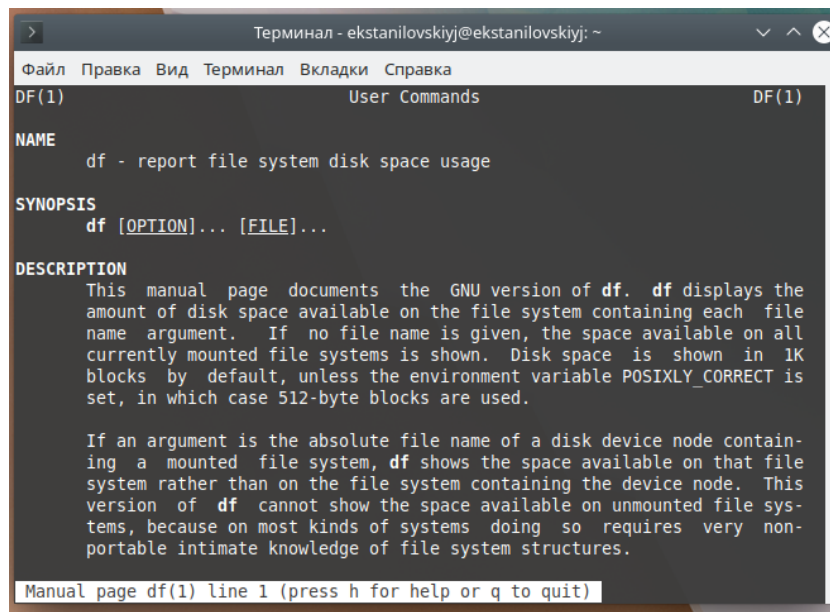 Терминал - ekstanilovskiyj@ekstanilovskiyj: ~
Файл Правка Вид Терминал Вкладки Справка
DF(1) User Commands DF(1)
NAME
df - report file system disk space usage
SYNOPSIS
df [OPTION]... [FILE]...
DESCRIPTION
This manual page documents the GNU version of df. df displays the
amount of disk space available on the file system containing each file
name argument. If no file name is given, the space available on all
currently mounted file systems is shown. Disk space is shown in 1K
blocks by default, unless the environment variable POSIXLY_CORRECT is
set, in which case 512-byte blocks are used.
If an argument is the absolute file name of a disk device node contain-
ing a mounted file system, df shows the space available on that file
system rather than on the file system containing the device node. This
version of df cannot show the space available on unmounted file sys-
tems, because on most kinds of systems doing so requires very non-
portable intimate knowledge of file system structures.
Manual page df(1) line 1 (press h for help or q to quit)